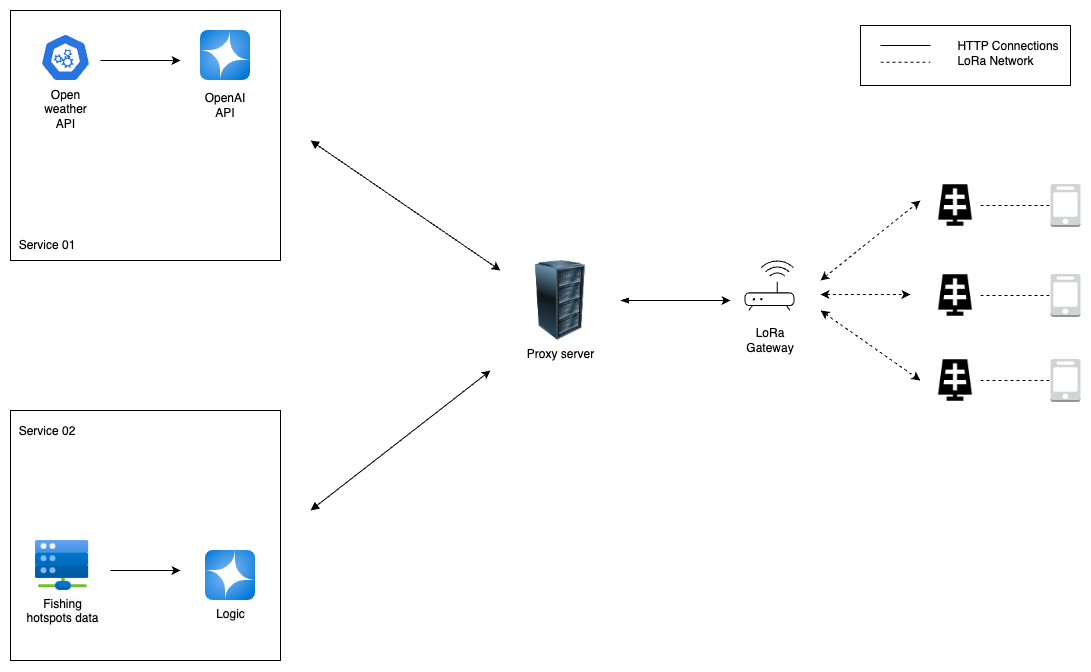 Open
weather
API
OpenAI
API
Service 01
HTTP Connections
LoRa Network
Proxy server
LoRa
Gateway
Service 02
Fishing
hotspots data
Logic